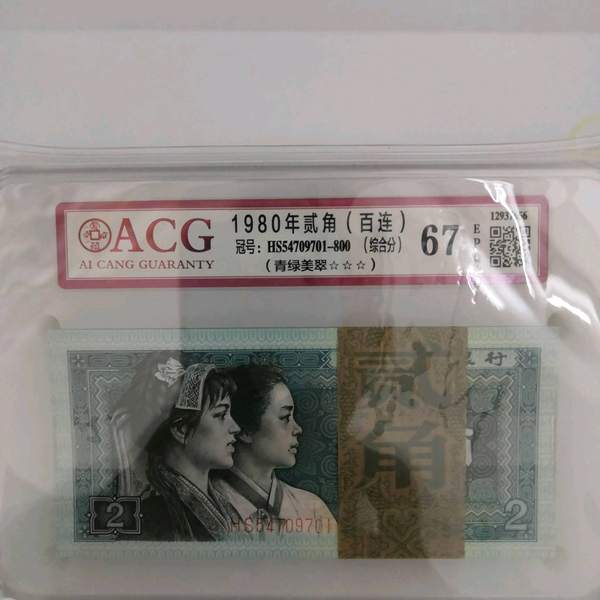 ACG
AI CANG GUARANTY
1980年贰角（百连）
冠号：HS54709701-800 （综合分）
（青绿美翠☆☆☆）
67
贰角
行
2
HS54709701
2